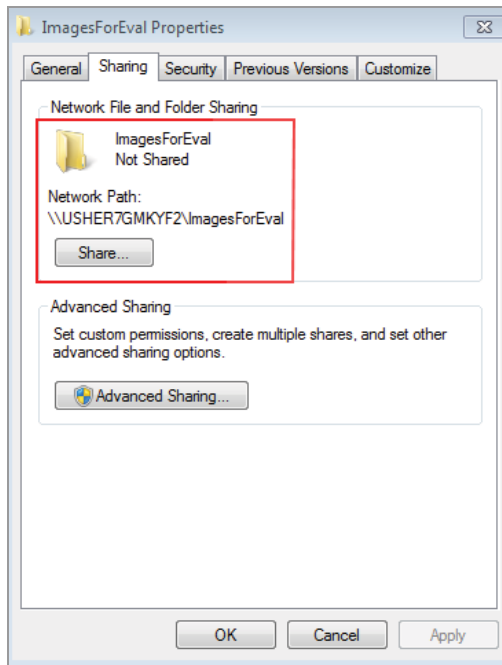 ImagesForEval Properties
General Sharing Security Previous Versions Customize
Network File and Folder Sharing
ImagesForEval
Not Shared
Network Path:
\\USHER7GMKYF2\ImagesForEval
Share...
Advanced Sharing
Set custom permissions, create multiple shares, and set other
advanced sharing options.
Advanced Sharing...
OK Cancel Apply